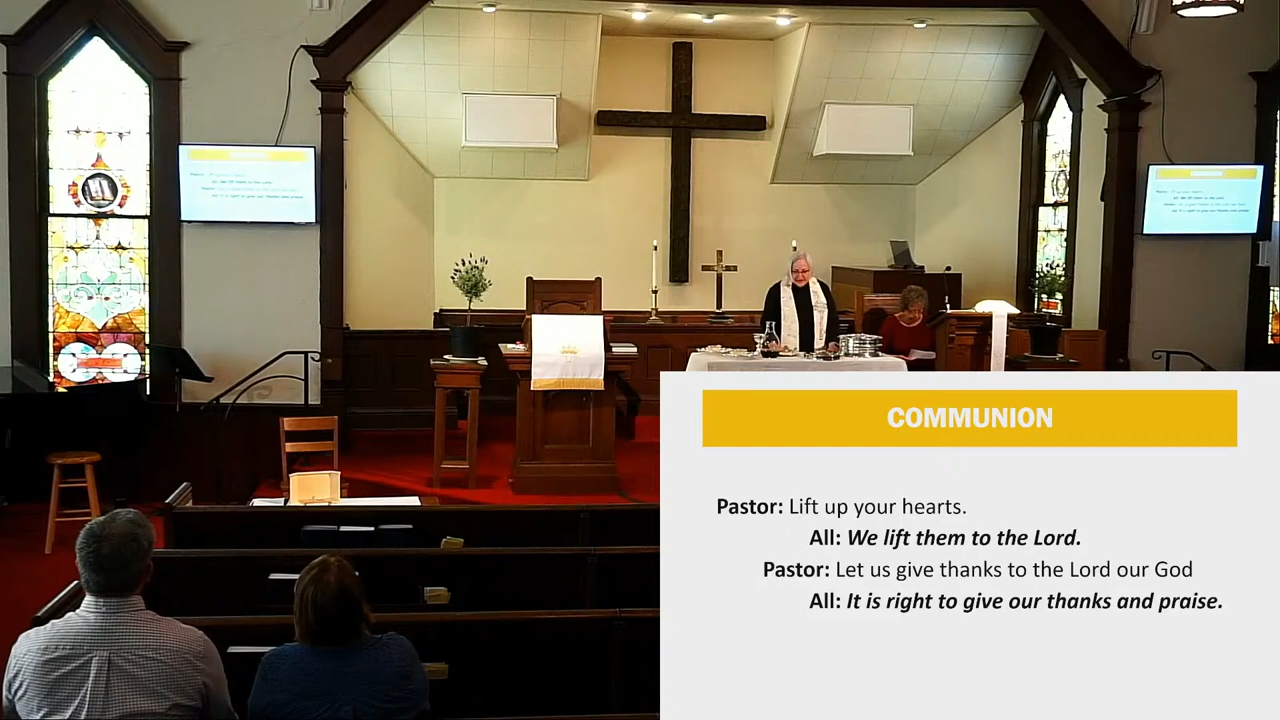 COMMUNION
Pastor: Lift up your hearts.
All: We lift them to the Lord.
Pastor: Let us give thanks to the Lord our God
All: It is right to give our thanks and praise.